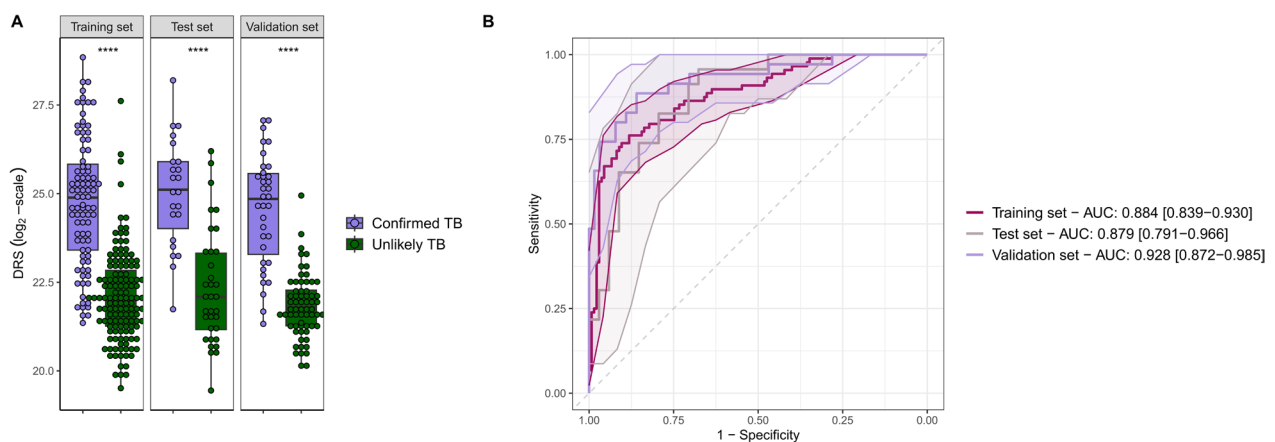 A
Training set
Test set
Validation set
****
****
****
27.5
25.0
22.5
20.0
DRS (log2 −scale)
Confirmed TB
Unlikely TB
B
1.00
0.75
0.50
0.25
0.00
Sensitivity
1.00
0.75
0.50
0.25
0.00
1 − Specificity
Training set − AUC: 0.884 [0.839−0.930]
Test set − AUC: 0.879 [0.791−0.966]
Validation set − AUC: 0.928 [0.872−0.985]